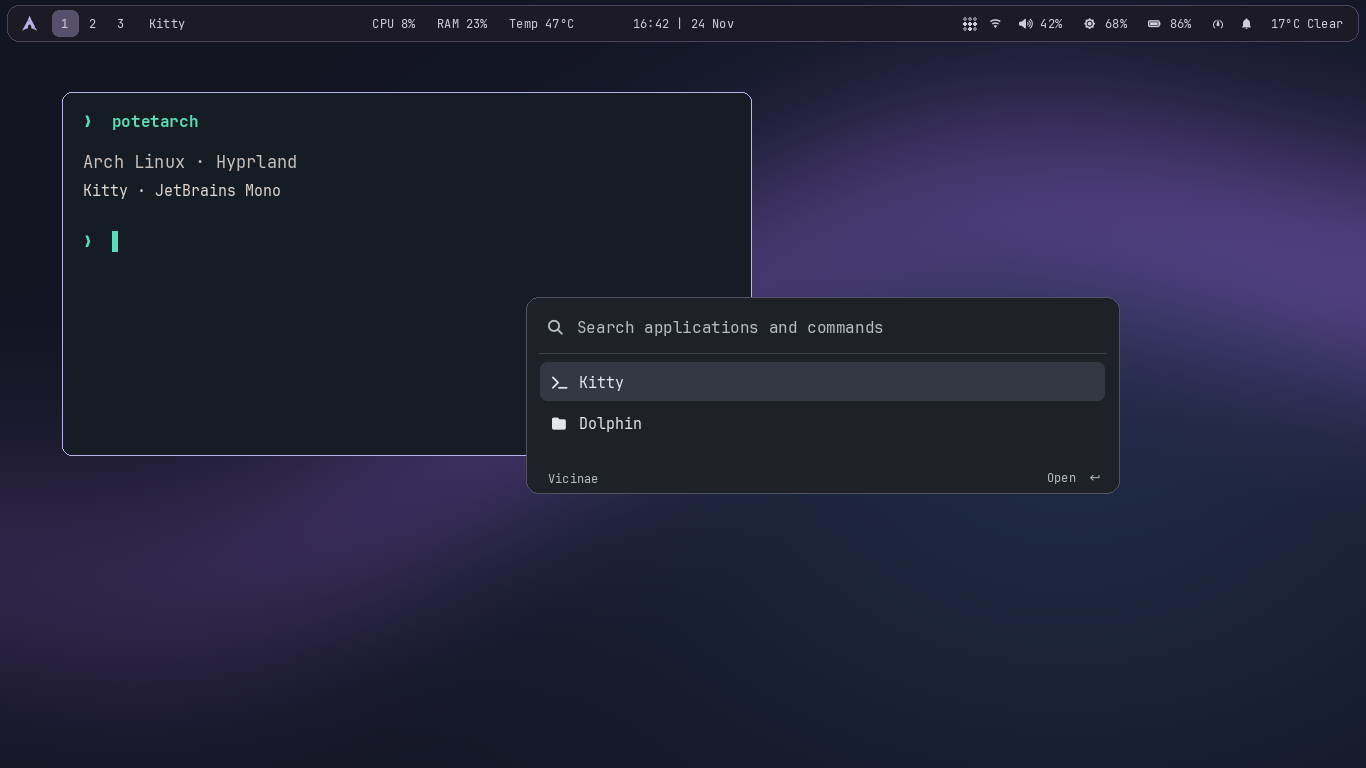 1 2 3 Kitty CPU 8% RAM 23% Temp 47°C 16:42 | 24 Nov 42% 68% 86% 17°C Clear
❯ potetarch
Arch Linux · Hyprland
Kitty · JetBrains Mono
❯
Search applications and commands
Kitty
Dolphin
Vicinae Open ↩